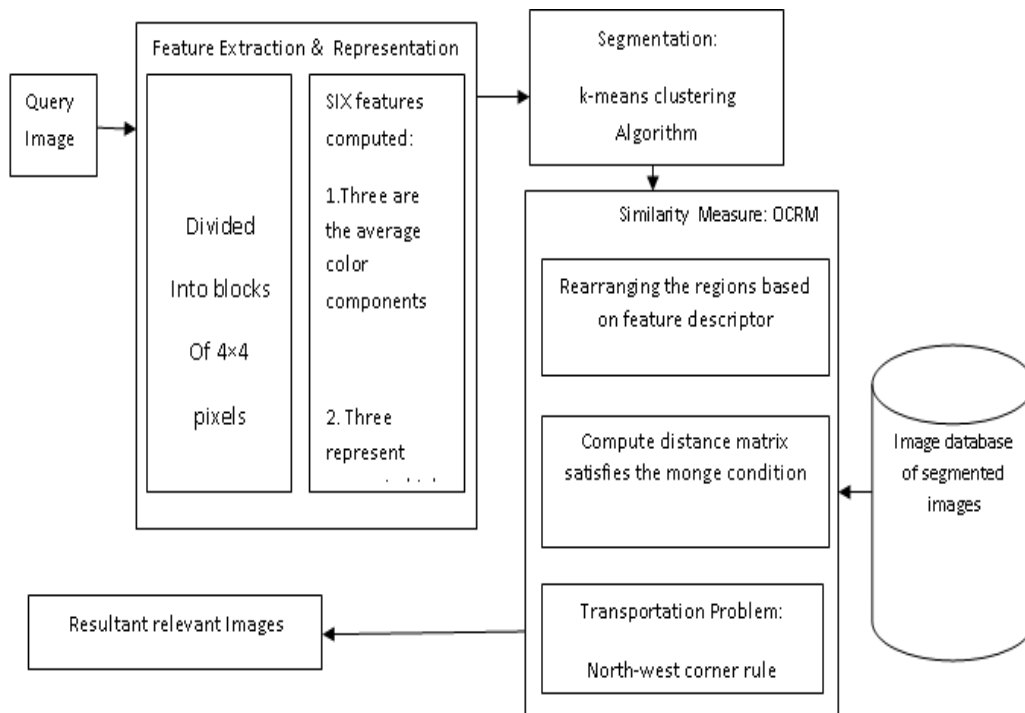 Query
Image
Feature Extraction & Representation
Divided
Into blocks
Of 4×4
pixels
SIX features
computed:
1.Three are
the average
color
components
2. Three
represent
Segmentation:
k-means clustering
Algorithm
Similarity Measure: OCRM
Rearranging the regions based
on feature descriptor
Compute distance matrix
satisfies the monge condition
Transportation Problem:
North-west corner rule
Image database
of segmented
images
Resultant relevant Images